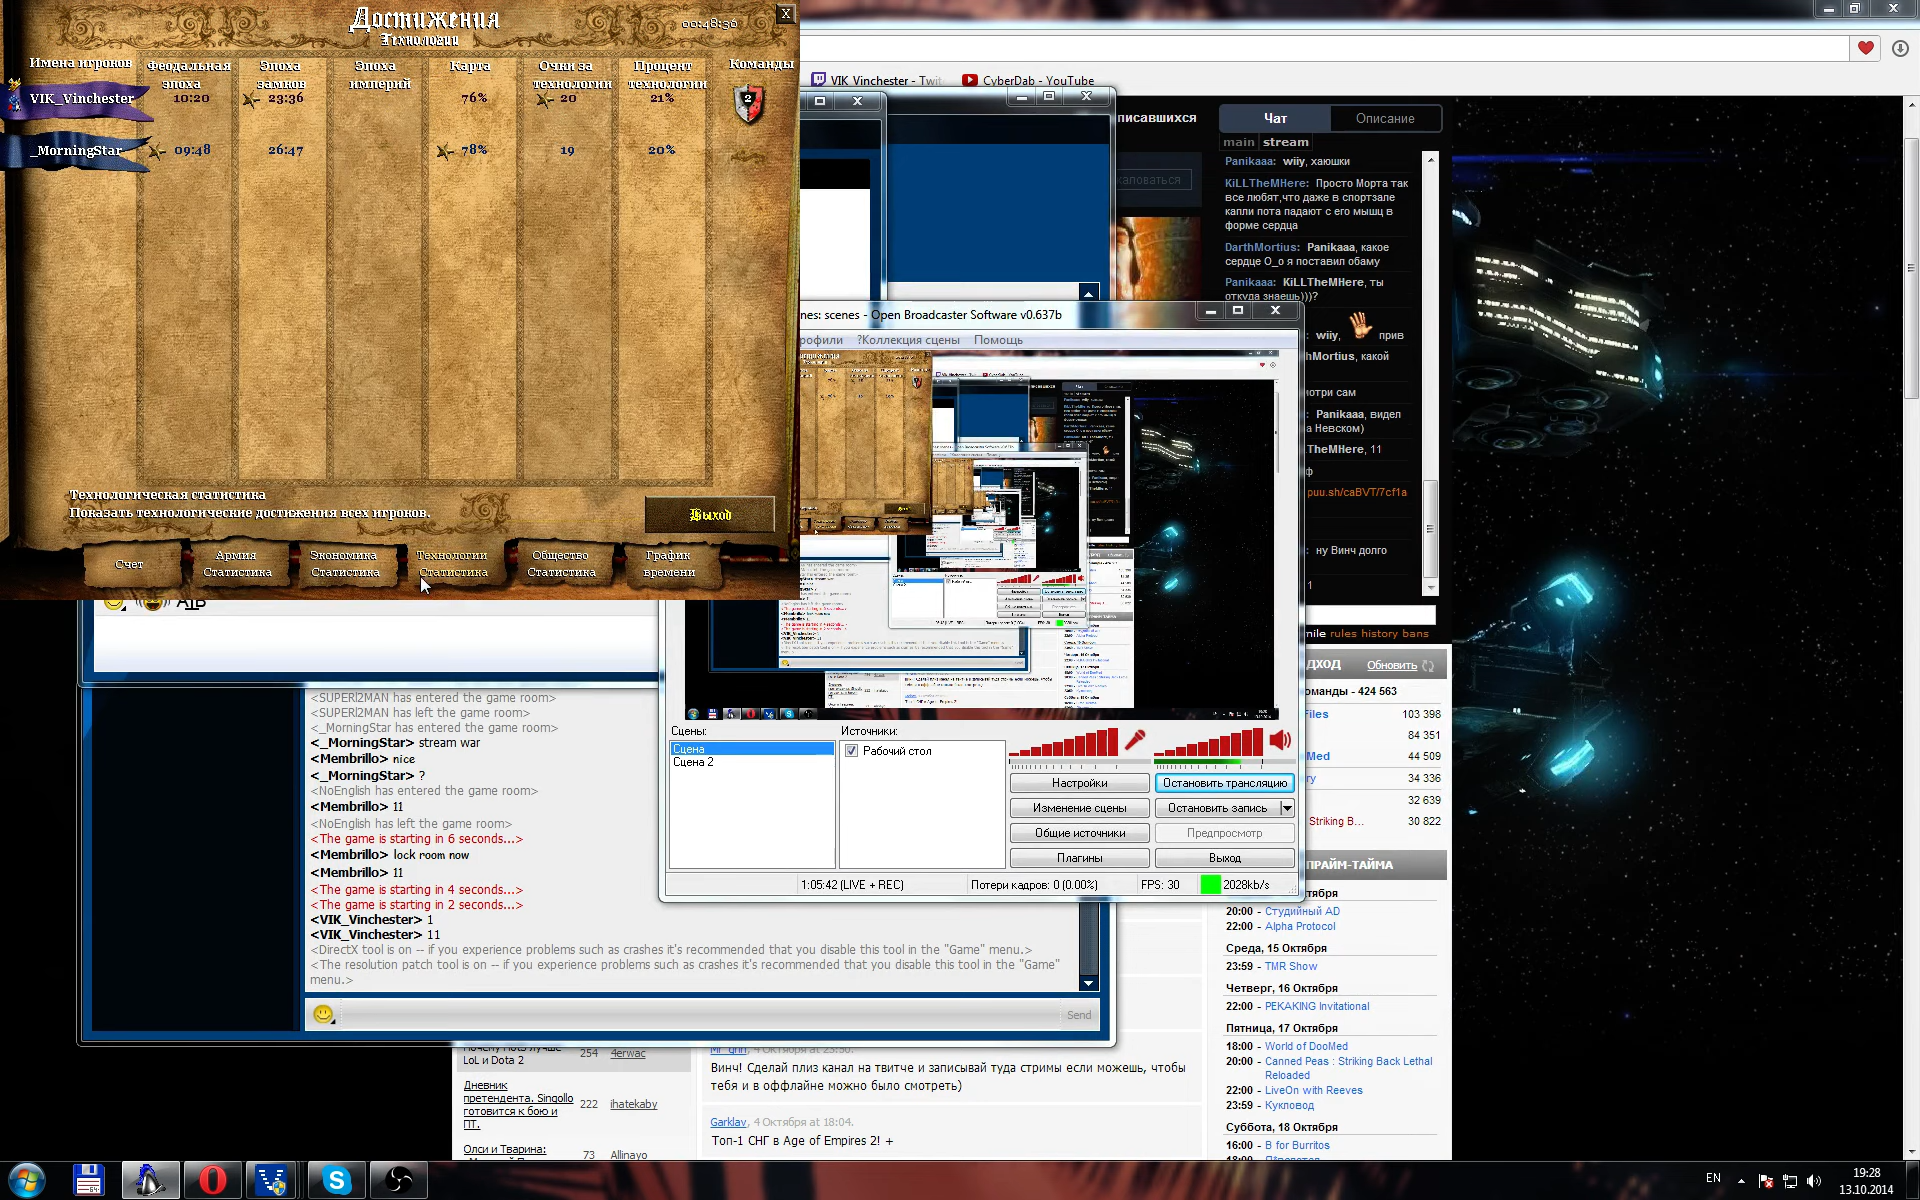 Достижения
Технологии
00:48:36
X
Имена игроков
Феодальная эпоха
Эпоха замков
Эпоха империй
Карта
Очки за технологии
Процент технологии
Команды
VIK_Vinchester 10:20 23:36 76% 20 21% 2
_MorningStar 09:48 26:47 78% 19 20%
Технологическая статистика
Показать технологические достижения всех игроков.
Выход
Счет
Армия Статистика
Экономика Статистика
Технологии Статистика
Общество Статистика
График времени
VIK_Vinchester - Twit
CyberDab - YouTube
писавшихся
Чат
Описание
main stream
Panikaaa: wiiy, хаюшки
KiLLTheMHere: Просто Морта так
все любят,что даже в спортзале
капли пота падают с его мышц в
форме сердца
DarthMortius: Panikaaa, какое
сердце О_о я поставил обаму
Panikaaa: KiLLTheMHere, ты
откуда знаешь)))?
wiiy, прив
hMortius, какой
отри сам
Panikaaa, видел
а Невском)
TheMHere, 11
ф
puu.sh/caBVT/7cf1a
ну Винч долго
1
mile rules history bans
nes: scenes - Open Broadcaster Software v0.637b
рофили ?Коллекция сцены Помощь
Сцены:
Сцена
Сцена 2
Источники:
Рабочий стол
Настройки
Остановить трансляцию
Изменение сцены
Остановить запись
Общие источники
Предпросмотр
Плагины
Выход
1:05:42 (LIVE + REC)
Потери кадров: 0 (0.00%)
FPS: 30
2028kb/s
<SUPERl2MAN has entered the game room>
<SUPERl2MAN has left the game room>
<_MorningStar has entered the game room>
<_MorningStar> stream war
<Membrillo> nice
<_MorningStar> ?
<NoEnglish has entered the game room>
<Membrillo> 11
<NoEnglish has left the game room>
<The game is starting in 6 seconds...>
<Membrillo> lock room now
<Membrillo> 11
<The game is starting in 4 seconds...>
<The game is starting in 2 seconds...>
<VIK_Vinchester> 1
<VIK_Vinchester> 11
<DirectX tool is on -- if you experience problems such as crashes it's recommended that you disable this tool in the "Game" menu.>
<The resolution patch tool is on -- if you experience problems such as crashes it's recommended that you disable this tool in the "Game"
menu.>
Send
ДХОД
Обновить
оманды - 424 563
Files 103 398
84 351
Med 44 509
ry 34 336
32 639
Striking B... 30 822
ПРАЙМ-ТАЙМА
тября
20:00 - Студийный AD
22:00 - Alpha Protocol
Среда, 15 Октября
23:59 - TMR Show
Четверг, 16 Октября
22:00 - PEKAKING Invitational
Пятница, 17 Октября
18:00 - World of DooMed
20:00 - Canned Peas : Striking Back Lethal
Reloaded
22:00 - LiveOn with Reeves
23:59 - Кукловод
Суббота, 18 Октября
16:00 - B for Burritos
LoL и Dota 2 254 4erwac
Дневник
претендента. Singollo
готовится к бою и
ПТ.
222 ihatekaby
Олси и Тварина: 73 Allinayo
Винч! Сделай плиз канал на твитче и записывай туда стримы если можешь, чтобы
тебя и в оффлайне можно было смотреть)
Garklav, 4 Октября at 18:04.
Топ-1 СНГ в Age of Empires 2! +
EN
19:28
13.10.2014